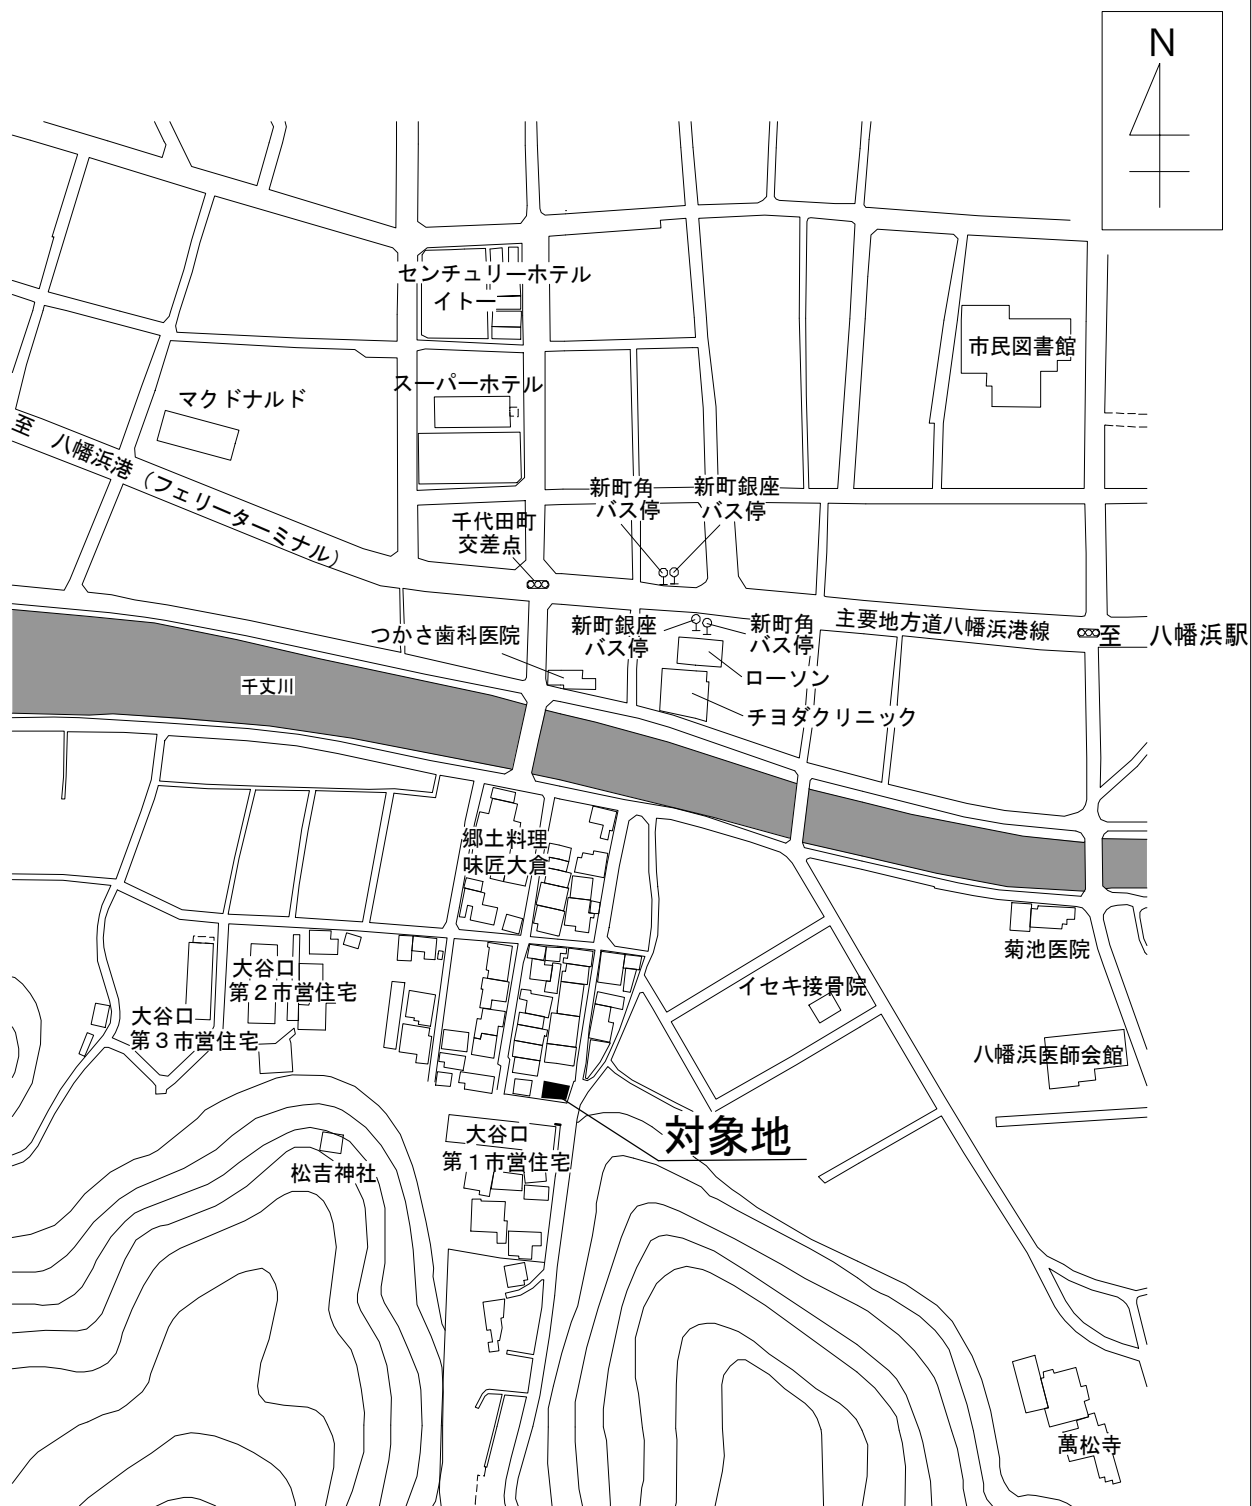 N
センチュリーホテル
イトー
市民図書館
スーパーホテル
マクドナルド
至　八幡浜港（フェリーターミナル）
新町角
バス停
新町銀座
バス停
千代田町
交差点
つかさ歯科医院
新町銀座
バス停
新町角
バス停
主要地方道八幡浜港線
至　八幡浜駅
ローソン
千丈川
チヨダクリニック
郷土料理
味匠大倉
菊池医院
大谷口
第２市営住宅
イセキ接骨院
大谷口
第３市営住宅
八幡浜医師会館
対象地
大谷口
第１市営住宅
松吉神社
萬松寺